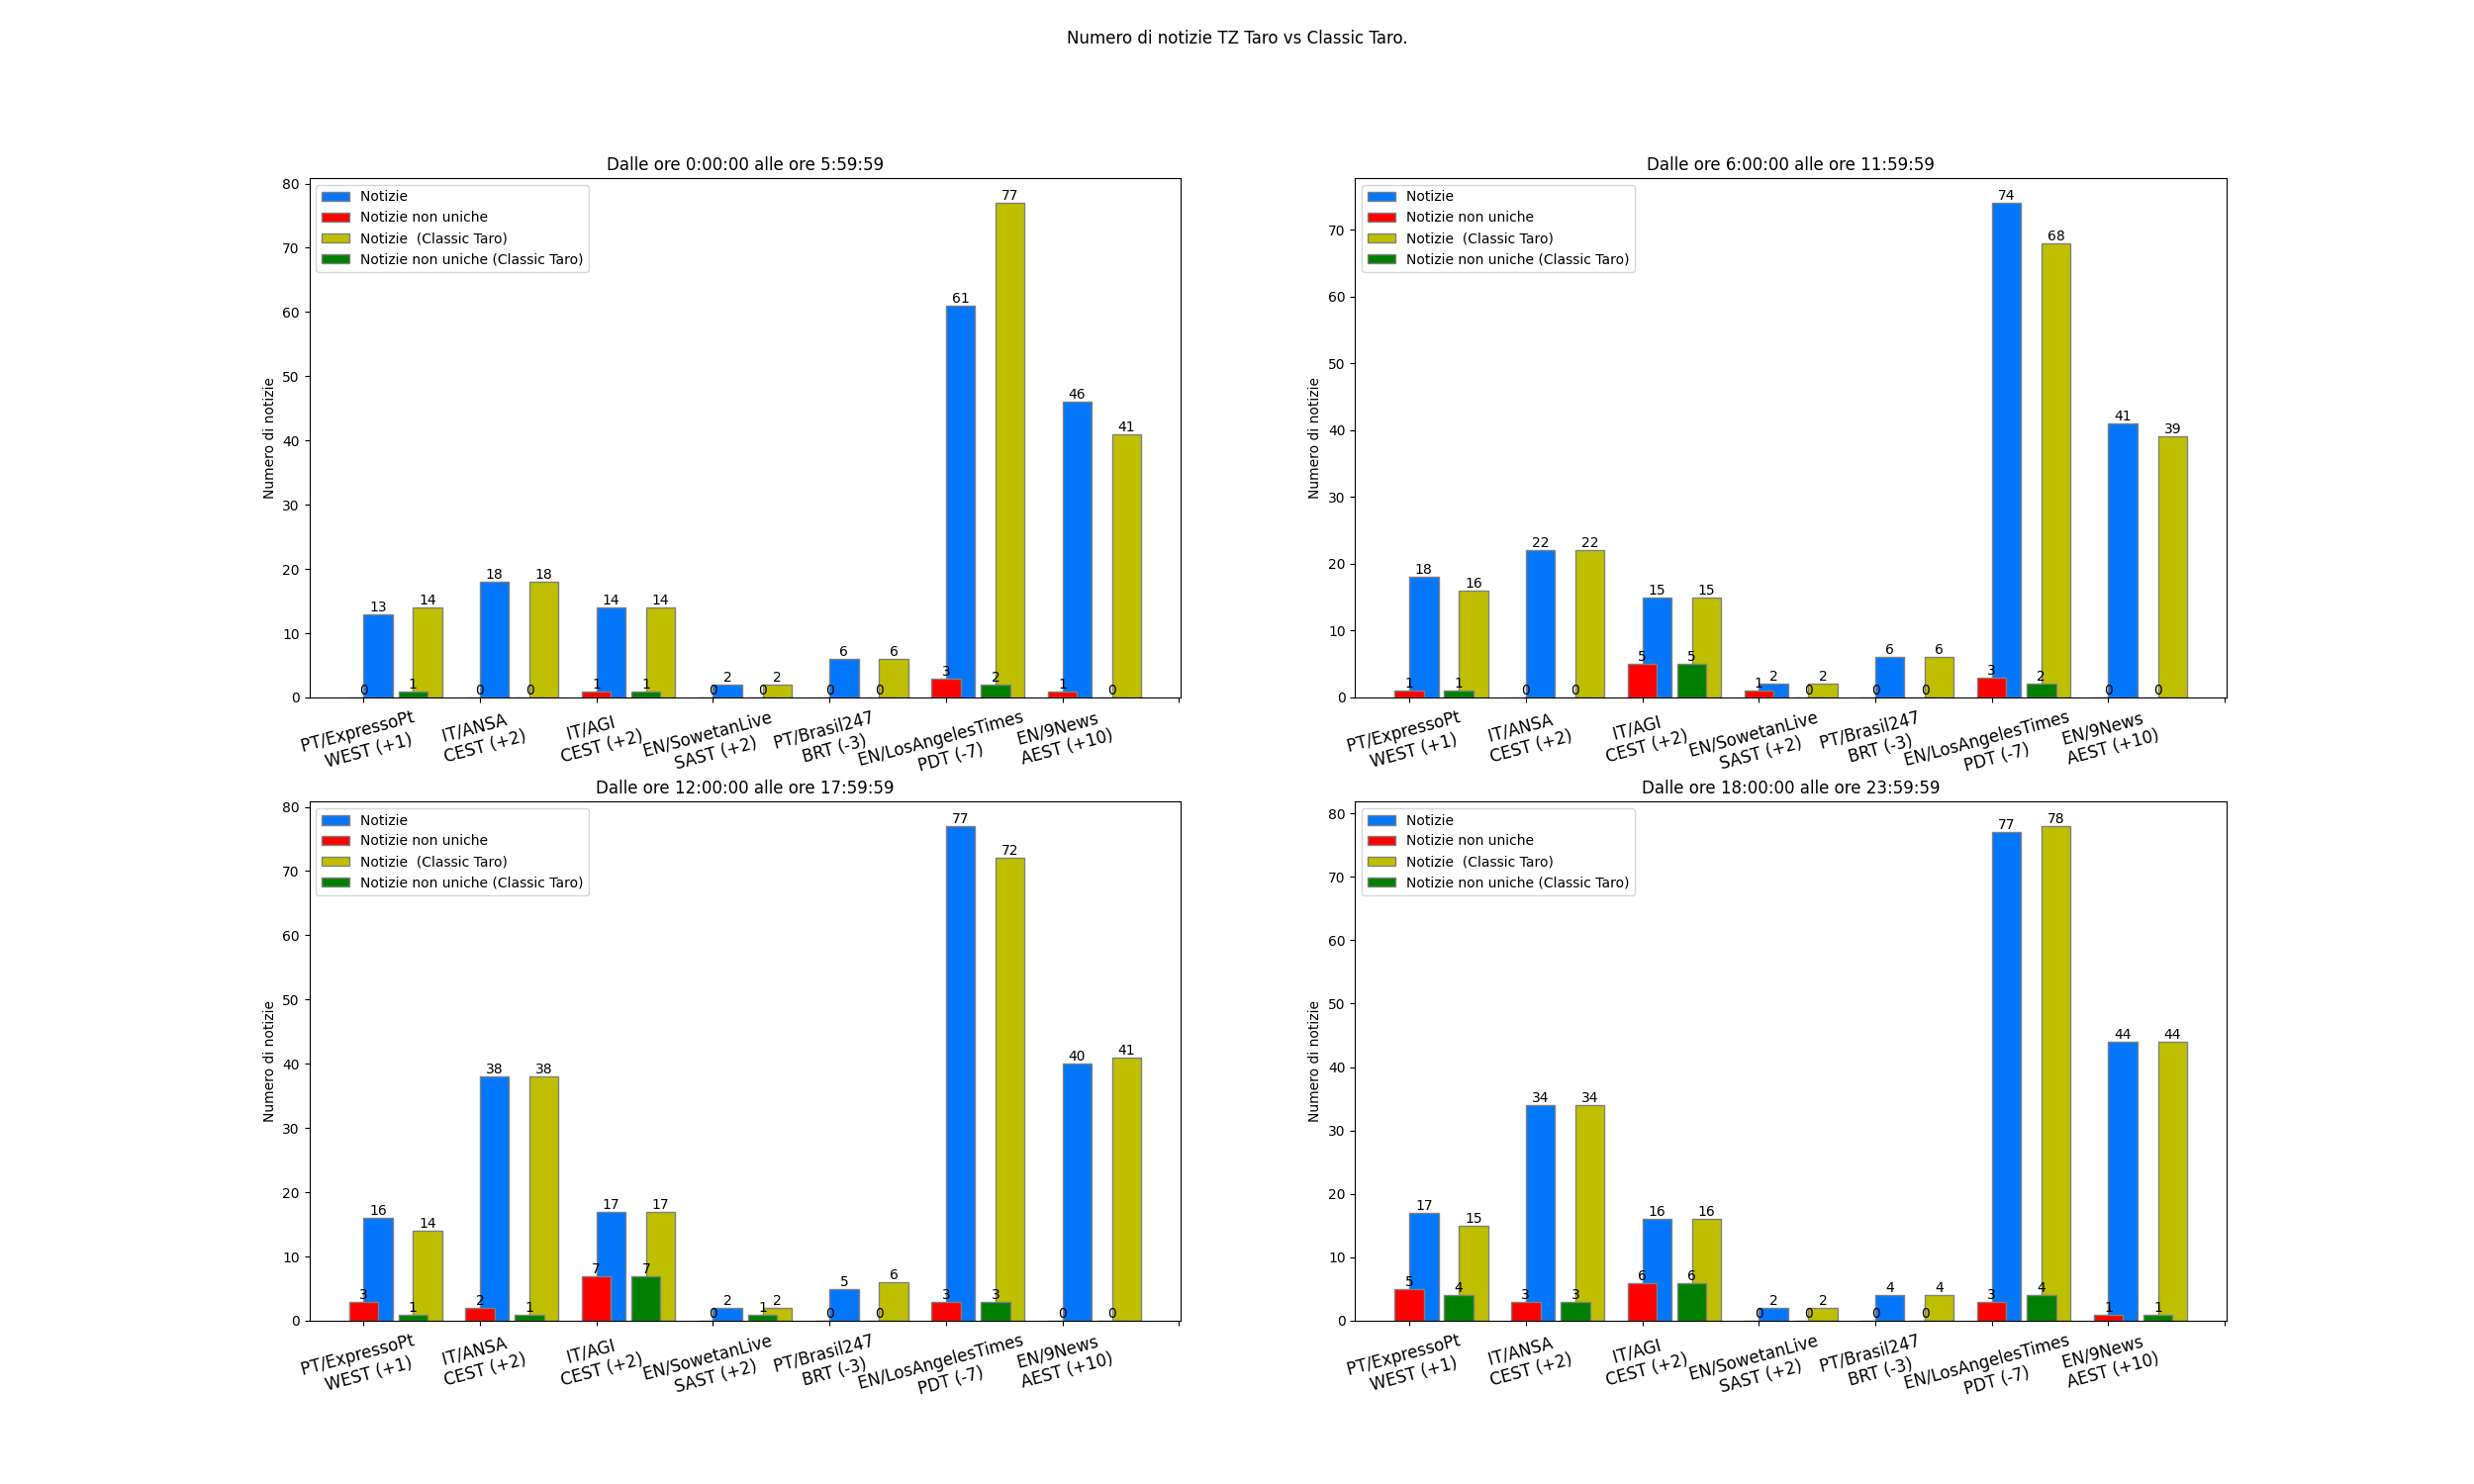 Numero di notizie TZ Taro vs Classic Taro.
Dalle ore 0:00:00 alle ore 5:59:59
Numero di notizie
80
70
60
50
40
30
20
10
0
Notizie
Notizie non uniche
Notizie  (Classic Taro)
Notizie non uniche (Classic Taro)
13 14 18 18 14 14 2 2 6 6 61 77 46 41
0 1 0 0 1 1 0 0 0 0 3 2 1 0
PT/ExpressoPt
WEST (+1)
IT/ANSA
CEST (+2)
IT/AGI
CEST (+2)
EN/SowetanLive
SAST (+2)
PT/Brasil247
BRT (-3)
EN/LosAngelesTimes
PDT (-7)
EN/9News
AEST (+10)
Dalle ore 6:00:00 alle ore 11:59:59
Numero di notizie
70
60
50
40
30
20
10
0
Notizie
Notizie non uniche
Notizie  (Classic Taro)
Notizie non uniche (Classic Taro)
18 16 22 22 15 15 2 2 6 6 74 68 41 39
1 1 0 0 5 5 1 0 0 0 3 2 0 0
PT/ExpressoPt
WEST (+1)
IT/ANSA
CEST (+2)
IT/AGI
CEST (+2)
EN/SowetanLive
SAST (+2)
PT/Brasil247
BRT (-3)
EN/LosAngelesTimes
PDT (-7)
EN/9News
AEST (+10)
Dalle ore 12:00:00 alle ore 17:59:59
Numero di notizie
80
70
60
50
40
30
20
10
0
Notizie
Notizie non uniche
Notizie  (Classic Taro)
Notizie non uniche (Classic Taro)
16 14 38 38 17 17 2 2 5 6 77 72 40 41
3 1 2 1 7 7 0 1 0 0 3 3 0 0
PT/ExpressoPt
WEST (+1)
IT/ANSA
CEST (+2)
IT/AGI
CEST (+2)
EN/SowetanLive
SAST (+2)
PT/Brasil247
BRT (-3)
EN/LosAngelesTimes
PDT (-7)
EN/9News
AEST (+10)
Dalle ore 18:00:00 alle ore 23:59:59
Numero di notizie
80
70
60
50
40
30
20
10
0
Notizie
Notizie non uniche
Notizie  (Classic Taro)
Notizie non uniche (Classic Taro)
17 15 34 34 16 16 2 2 4 4 77 78 44 44
5 4 3 3 6 6 0 0 0 0 3 4 1 1
PT/ExpressoPt
WEST (+1)
IT/ANSA
CEST (+2)
IT/AGI
CEST (+2)
EN/SowetanLive
SAST (+2)
PT/Brasil247
BRT (-3)
EN/LosAngelesTimes
PDT (-7)
EN/9News
AEST (+10)